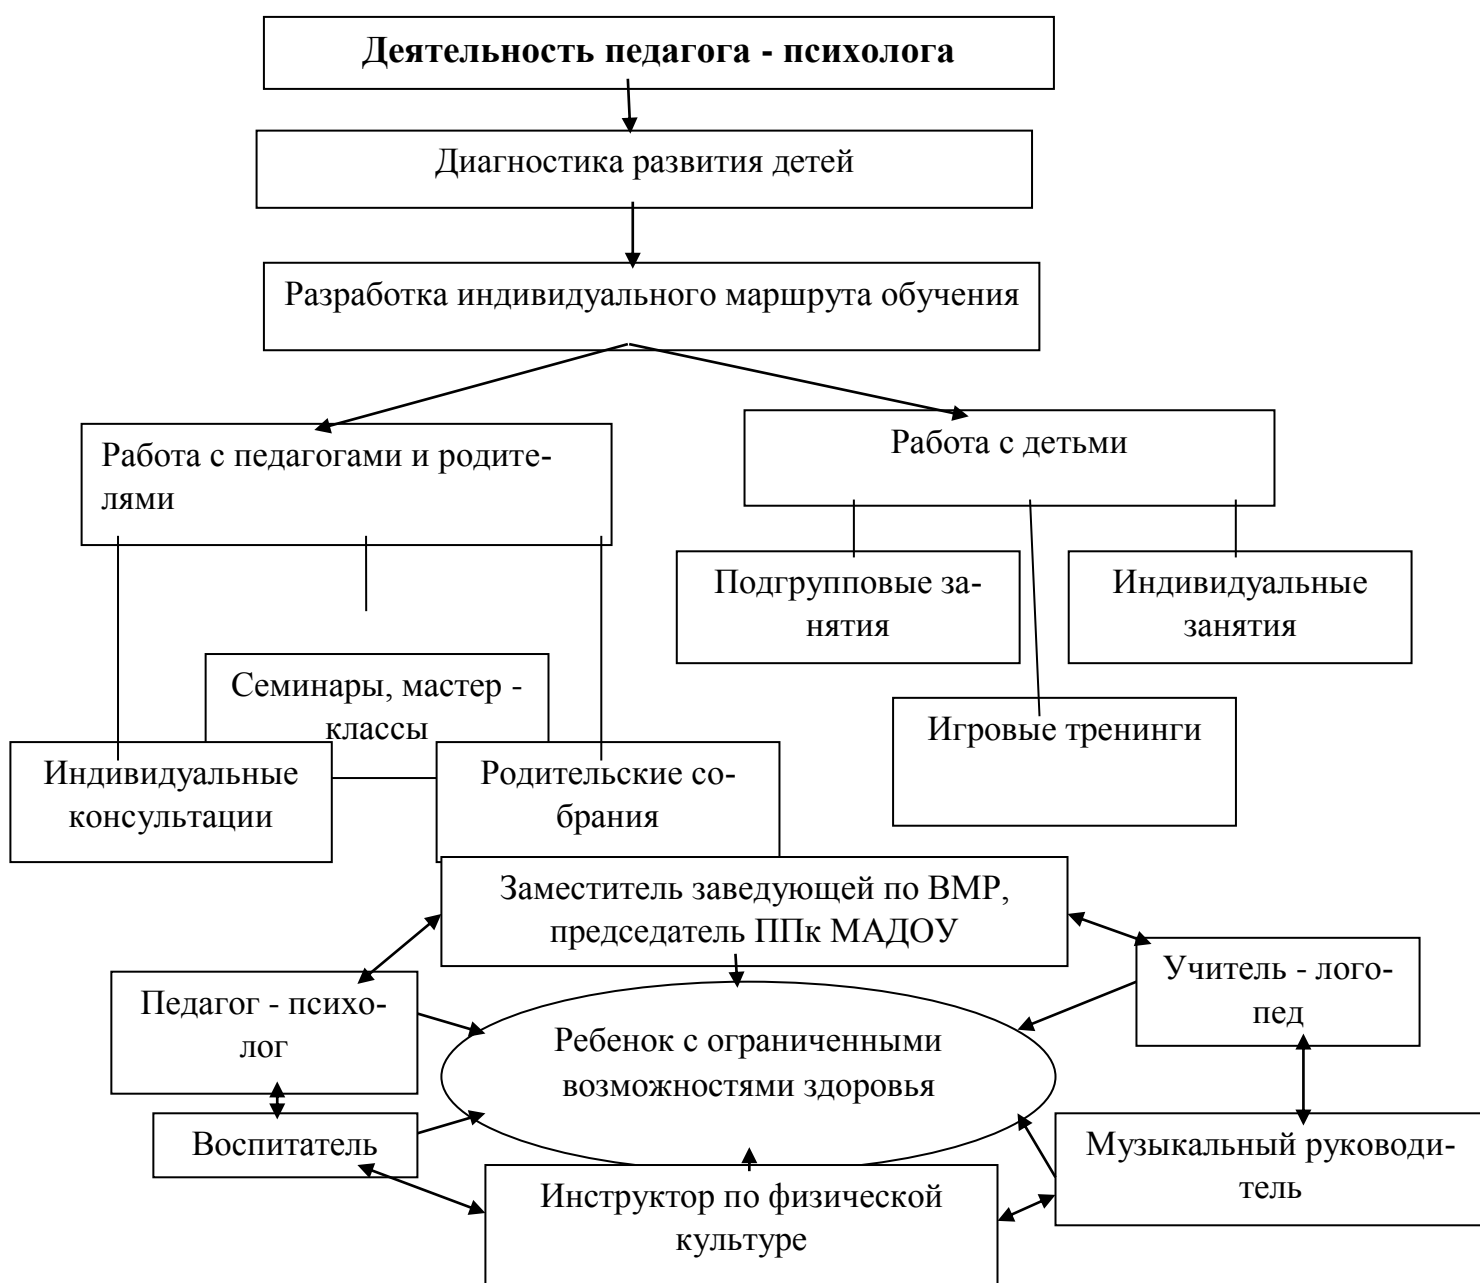 Деятельность педагога - психолога
Диагностика развития детей
Разработка индивидуального маршрута обучения
Работа с педагогами и родите-
лями
Работа с детьми
Подгрупповые за-
нятия
Индивидуальные
занятия
Семинары, мастер -
классы
Игровые тренинги
Индивидуальные
консультации
Родительские со-
брания
Заместитель заведующей по ВМР,
председатель ППк МАДОУ
Педагог - психо-
лог
Учитель - лого-
пед
Ребенок с ограниченными
возможностями здоровья
Воспитатель
Музыкальный руководи-
тель
Инструктор по физической
культуре